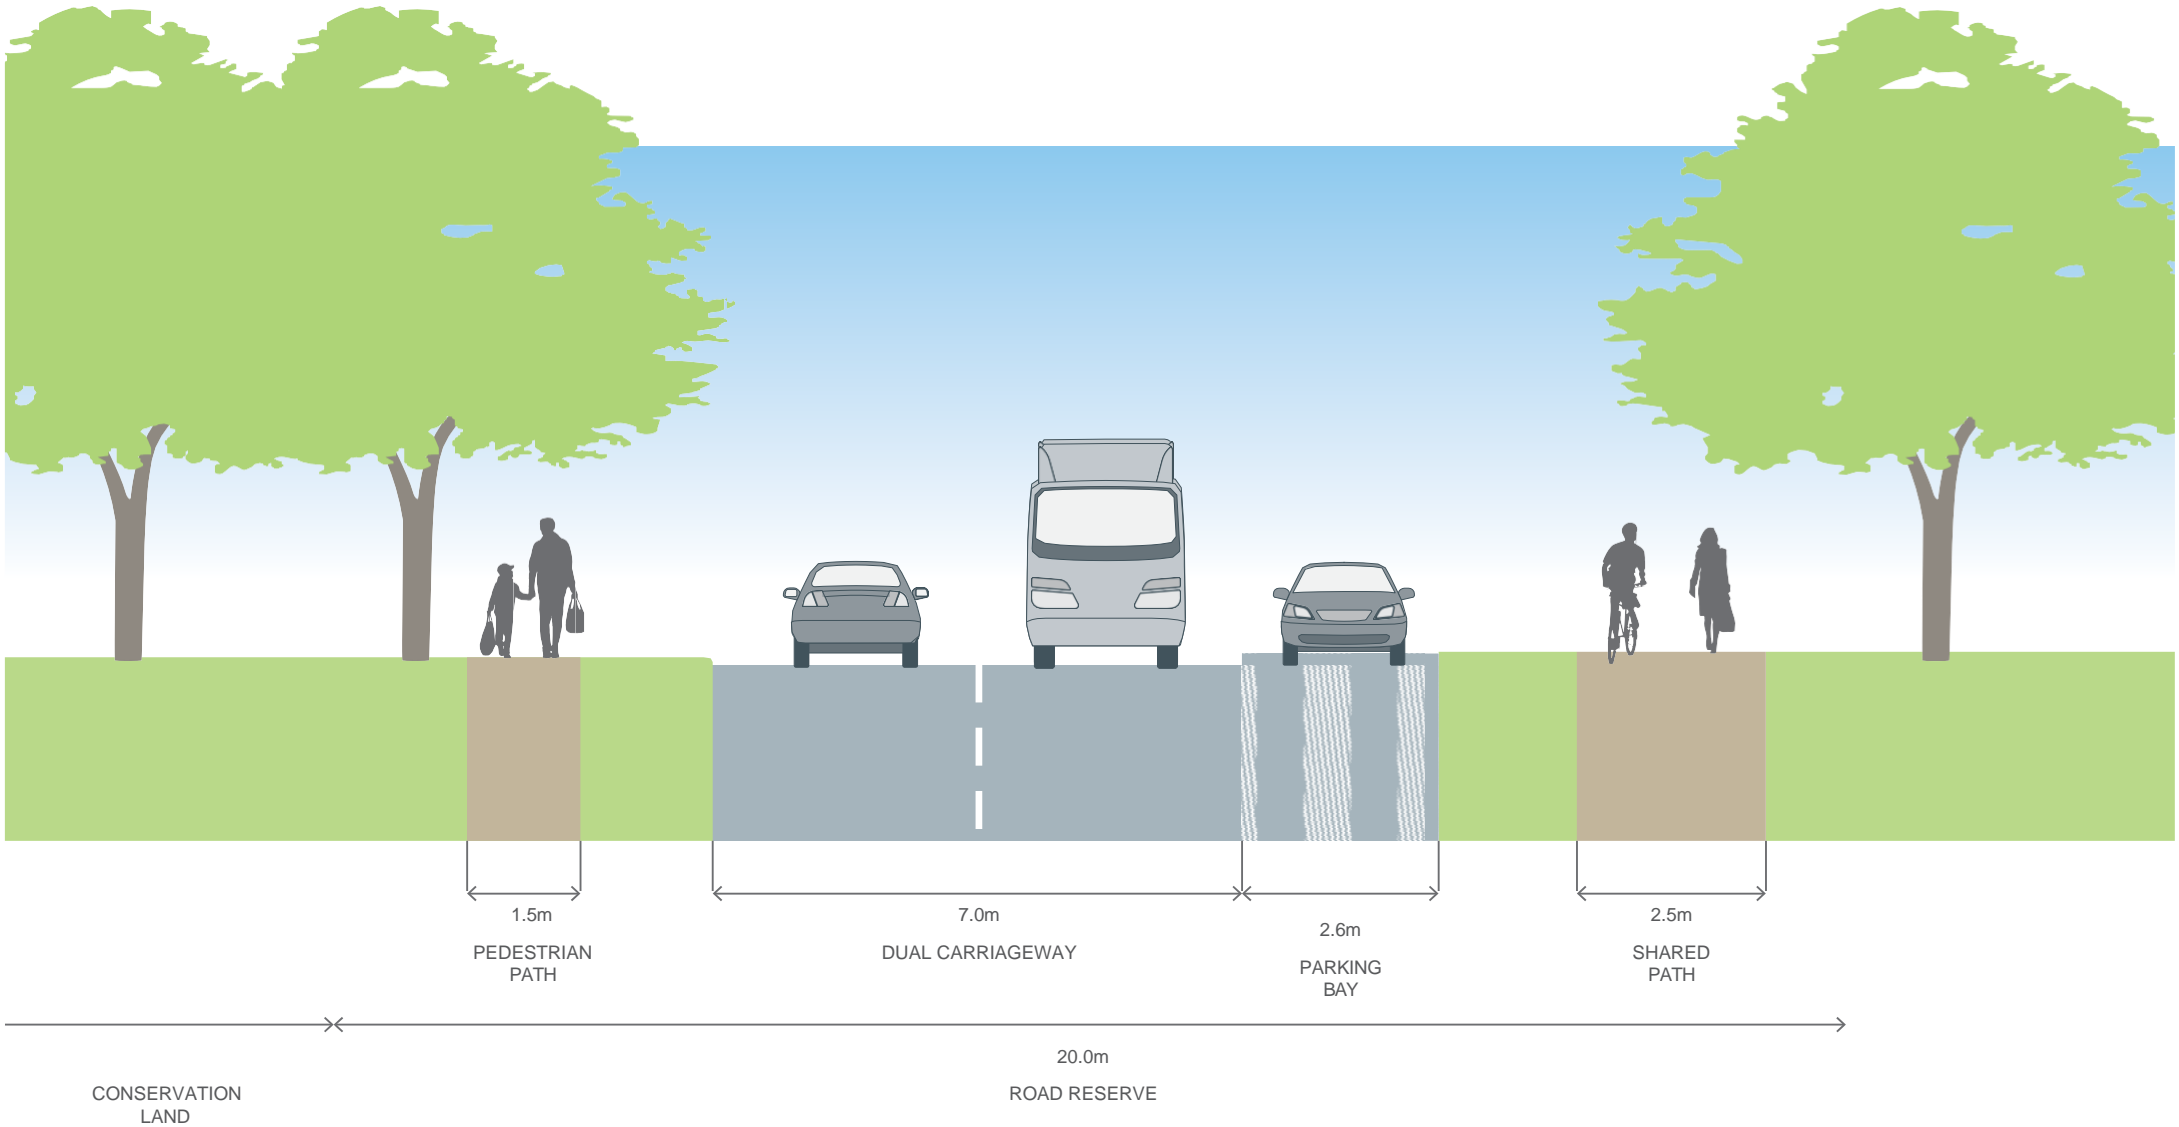 1.5m
PEDESTRIAN
PATH
7.0m
DUAL CARRIAGEWAY
2.6m
PARKING
BAY
2.5m
SHARED
PATH
20.0m
ROAD RESERVE
CONSERVATION
LAND